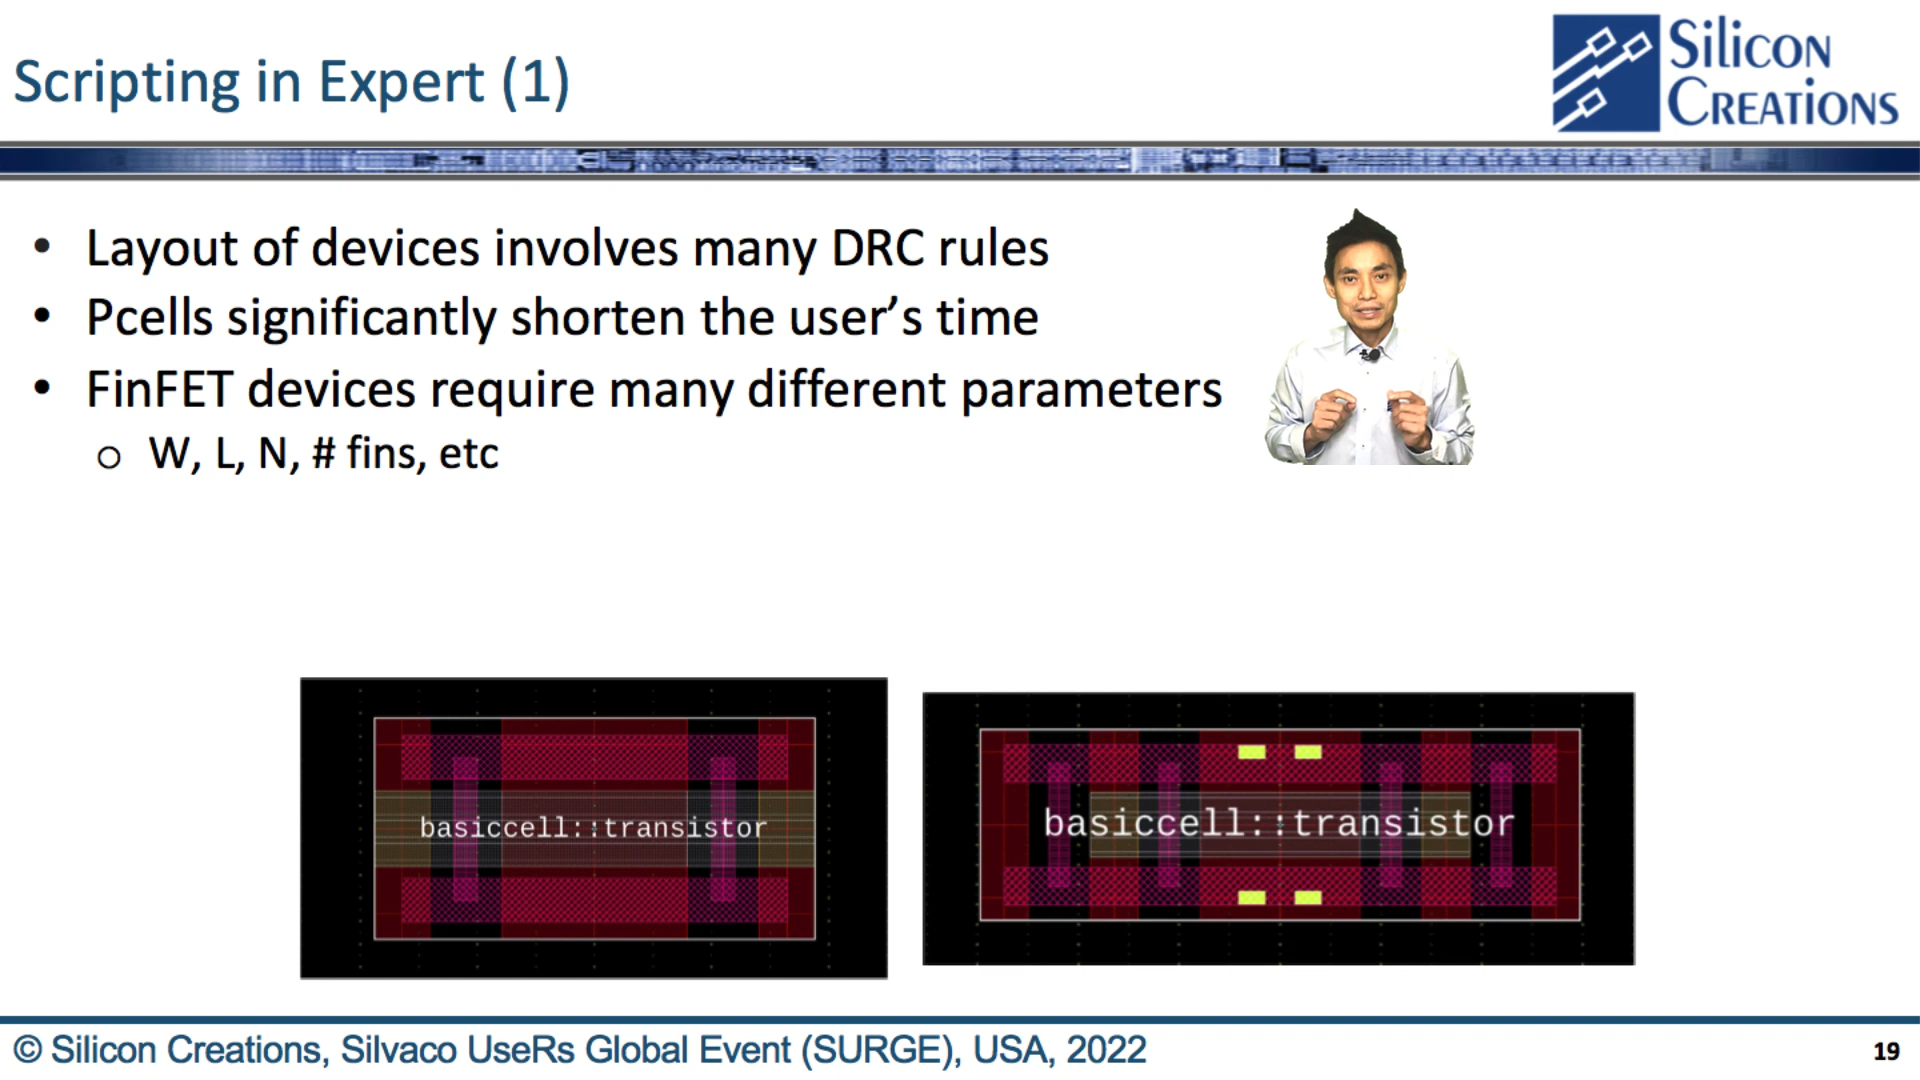 Scripting in Expert (1)
Silicon
Creations
• Layout of devices involves many DRC rules
• Pcells significantly shorten the user’s time
• FinFET devices require many different parameters
o W, L, N, # fins, etc
basiccell::transistor
basiccell::transistor
© Silicon Creations, Silvaco UseRs Global Event (SURGE), USA, 2022
19